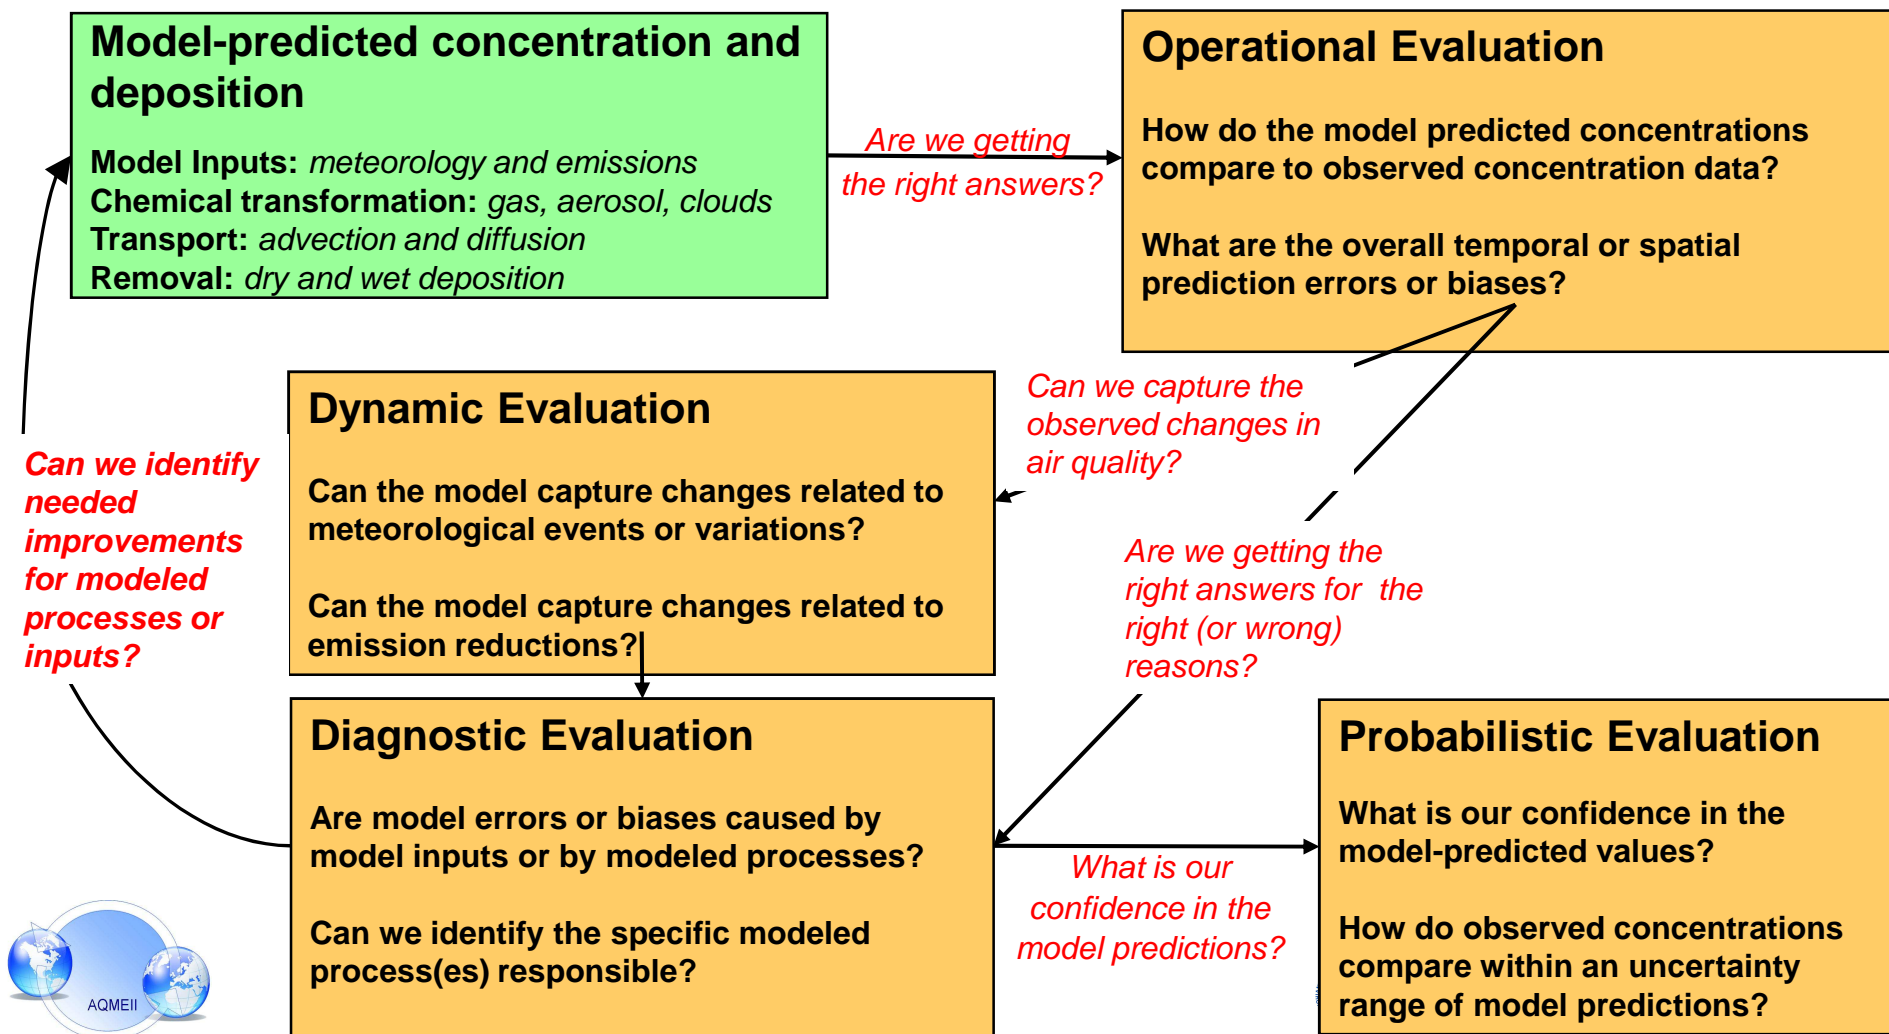 Model-predicted concentration and
deposition
Model Inputs: meteorology and emissions
Chemical transformation: gas, aerosol, clouds
Transport: advection and diffusion
Removal: dry and wet deposition
Are we getting
the right answers?
Operational Evaluation
How do the model predicted concentrations
compare to observed concentration data?
What are the overall temporal or spatial
prediction errors or biases?
Can we capture the
observed changes in
air quality?
Dynamic Evaluation
Can the model capture changes related to
meteorological events or variations?
Can the model capture changes related to
emission reductions?
Can we identify
needed
improvements
for modeled
processes or
inputs?
Are we getting the
right answers for the
right (or wrong)
reasons?
Diagnostic Evaluation
Are model errors or biases caused by
model inputs or by modeled processes?
Can we identify the specific modeled
process(es) responsible?
What is our
confidence in the
model predictions?
Probabilistic Evaluation
What is our confidence in the
model-predicted values?
How do observed concentrations
compare within an uncertainty
range of model predictions?
AQMEII